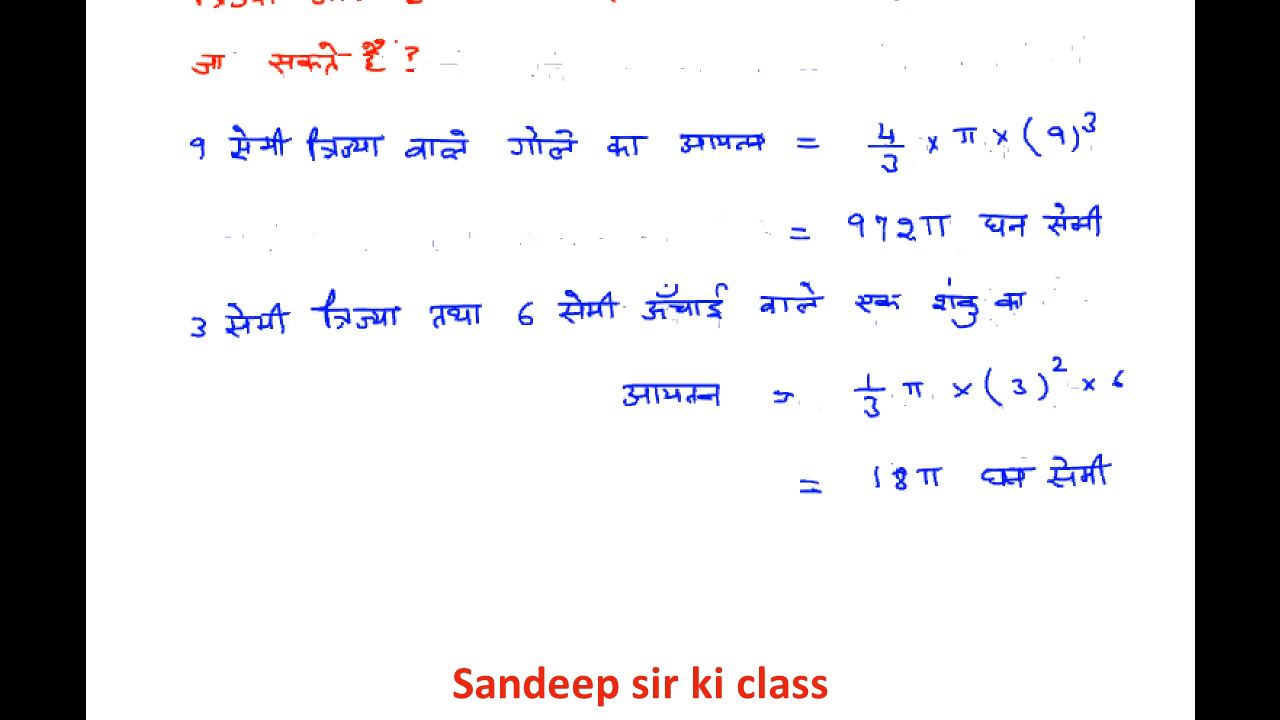 जा सकते हैं ?
9 सेमी त्रिज्या वाले गोले का आयतन = 4/3 × π × (9)³
= 972π घन सेमी
3 सेमी त्रिज्या तथा 6 सेमी ऊँचाई वाले एक शंकु का
आयतन = 1/3 π × (3)² × 6
= 18π घन सेमी
Sandeep sir ki class